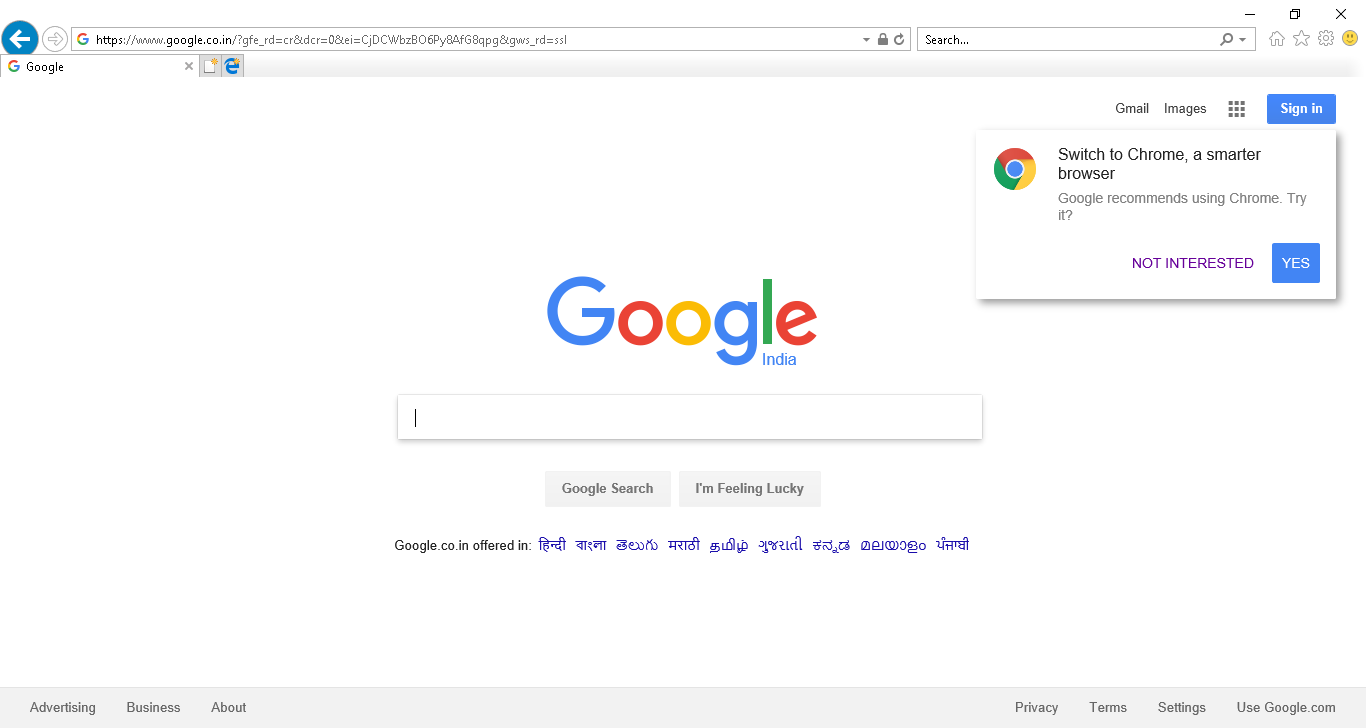 https://www.google.co.in/?gfe_rd=cr&dcr=0&ei=CjDCWbzBO6Py8AfG8qpg&gws_rd=ssl
Search...
Google
Gmail Images Sign in
Switch to Chrome, a smarter
browser
Google recommends using Chrome. Try
it?
NOT INTERESTED YES
Google
India
Google Search I'm Feeling Lucky
Google.co.in offered in: हिन्दी বাংলা తెలుగు मराठी தமிழ் ગુજરાતી ಕನ್ನಡ മലയാളം ਪੰਜਾਬੀ
Advertising Business About Privacy Terms Settings Use Google.com